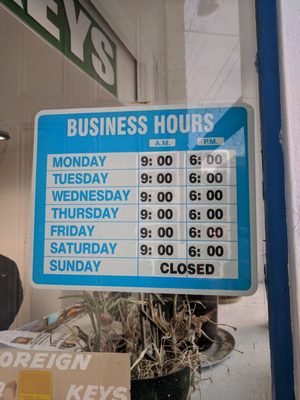 KEYS
BUSINESS HOURS
A.M. P.M.
MONDAY 9:00 6:00
TUESDAY 9:00 6:00
WEDNESDAY 9:00 6:00
THURSDAY 9:00 6:00
FRIDAY 9:00 6:00
SATURDAY 9:00 6:00
SUNDAY CLOSED
OREIGN
KEYS